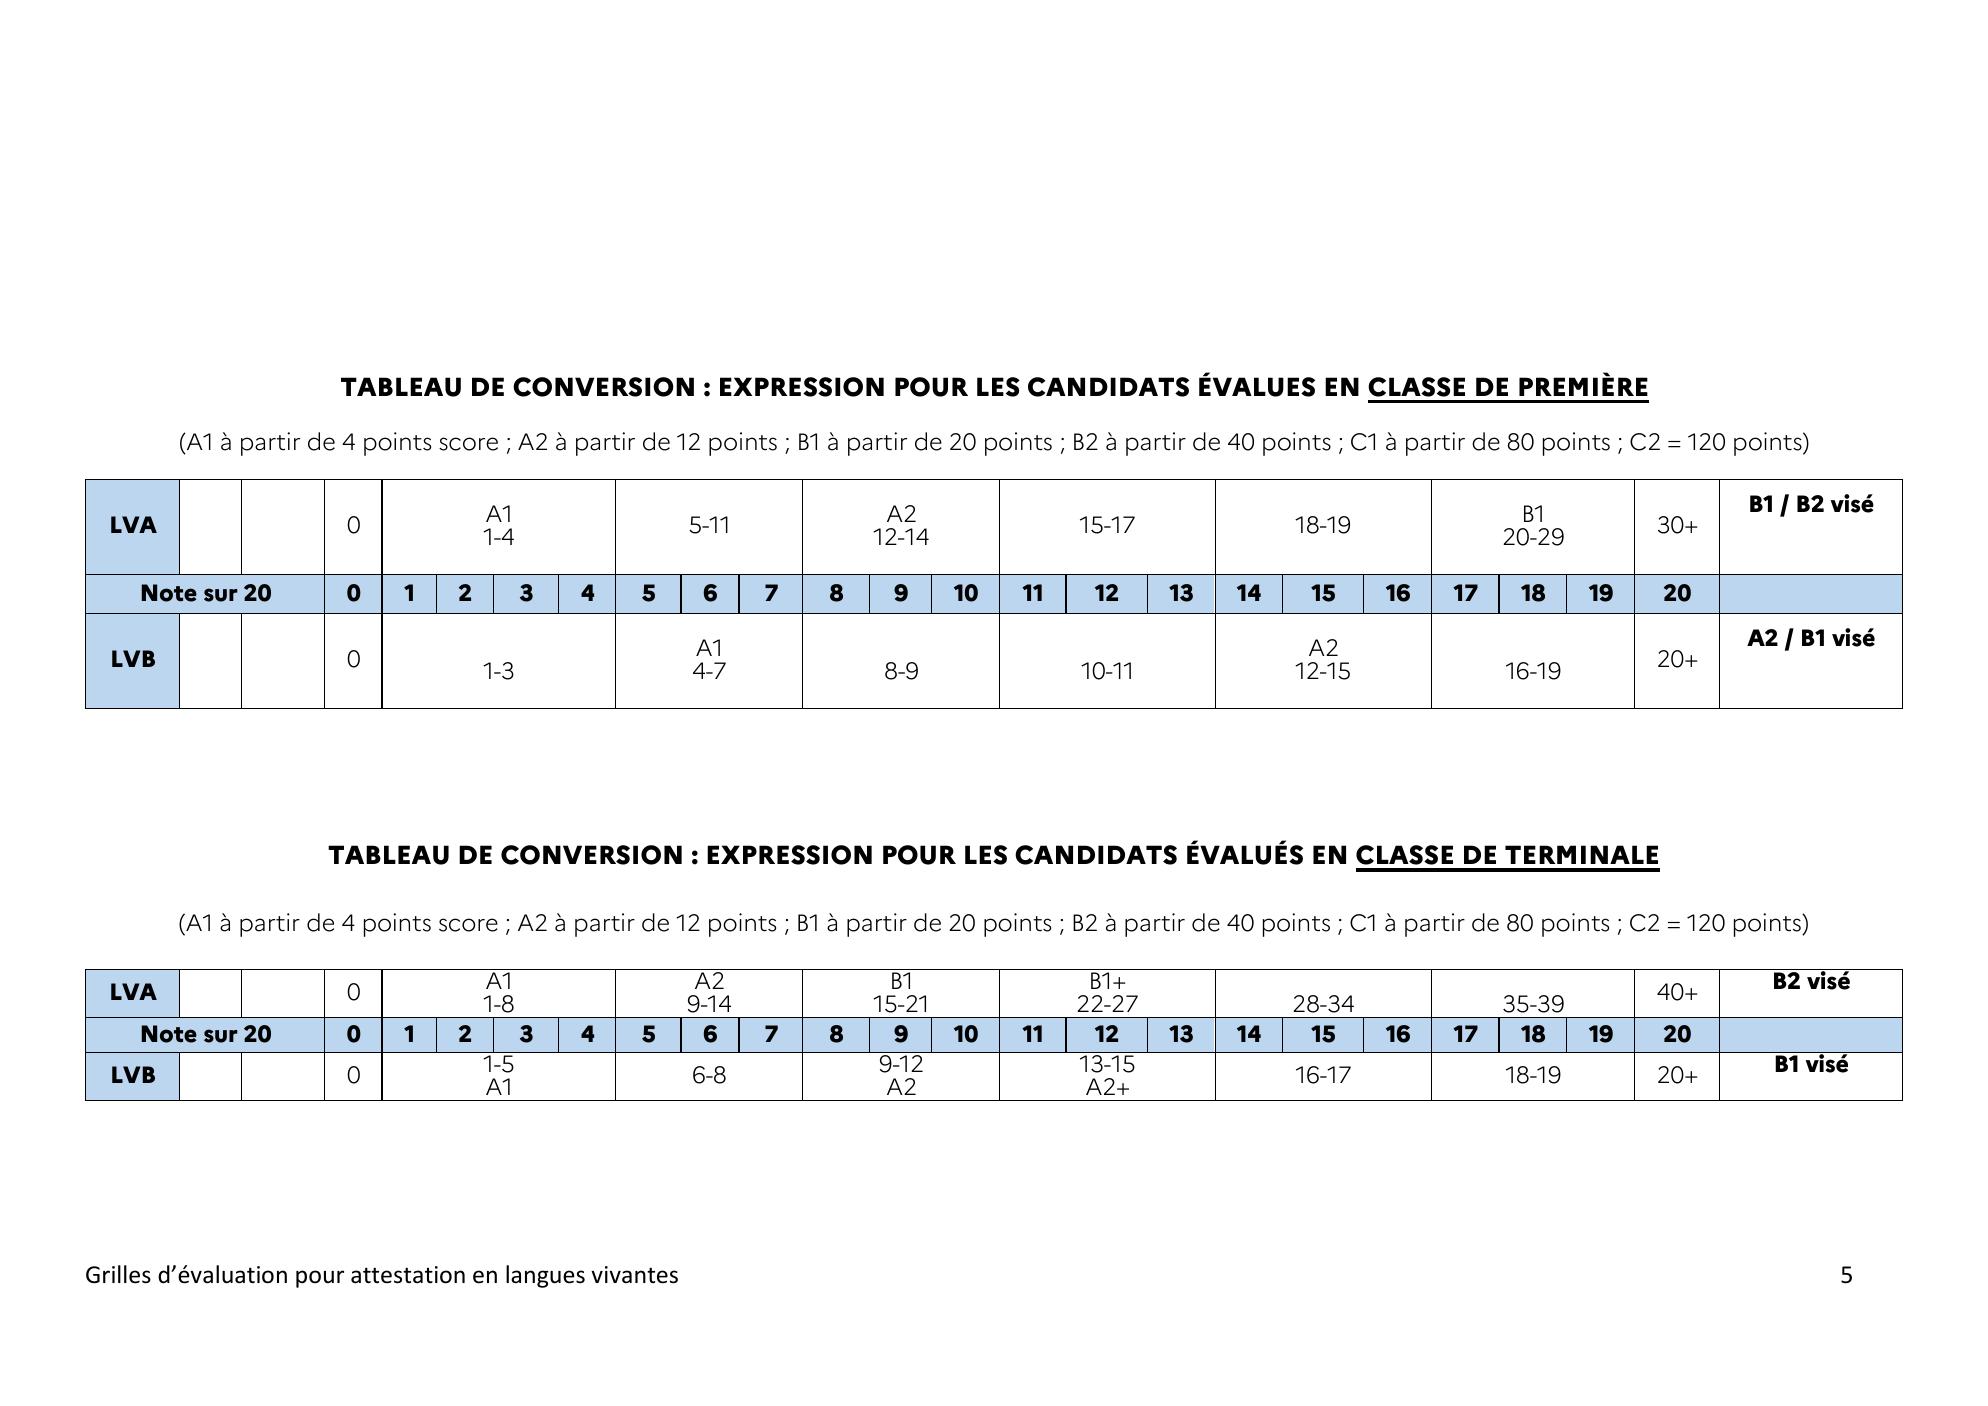 TABLEAU DE CONVERSION : EXPRESSION POUR LES CANDIDATS ÉVALUES EN CLASSE DE PREMIÈRE
(A1 à partir de 4 points score ; A2 à partir de 12 points ; B1 à partir de 20 points ; B2 à partir de 40 points ; C1 à partir de 80 points ; C2 = 120 points)
LVA 0 A1 1-4 5-11 A2 12-14 15-17 18-19 B1 20-29 30+ B1 / B2 visé
Note sur 20 0 1 2 3 4 5 6 7 8 9 10 11 12 13 14 15 16 17 18 19 20
LVB 0 1-3 A1 4-7 8-9 10-11 A2 12-15 16-19 20+ A2 / B1 visé
TABLEAU DE CONVERSION : EXPRESSION POUR LES CANDIDATS ÉVALUÉS EN CLASSE DE TERMINALE
(A1 à partir de 4 points score ; A2 à partir de 12 points ; B1 à partir de 20 points ; B2 à partir de 40 points ; C1 à partir de 80 points ; C2 = 120 points)
LVA 0 A1 1-8 A2 9-14 B1 15-21 B1+ 22-27 28-34 35-39 40+ B2 visé
Note sur 20 0 1 2 3 4 5 6 7 8 9 10 11 12 13 14 15 16 17 18 19 20
LVB 0 1-5 A1 6-8 9-12 A2 13-15 A2+ 16-17 18-19 20+ B1 visé
Grilles d’évaluation pour attestation en langues vivantes 5